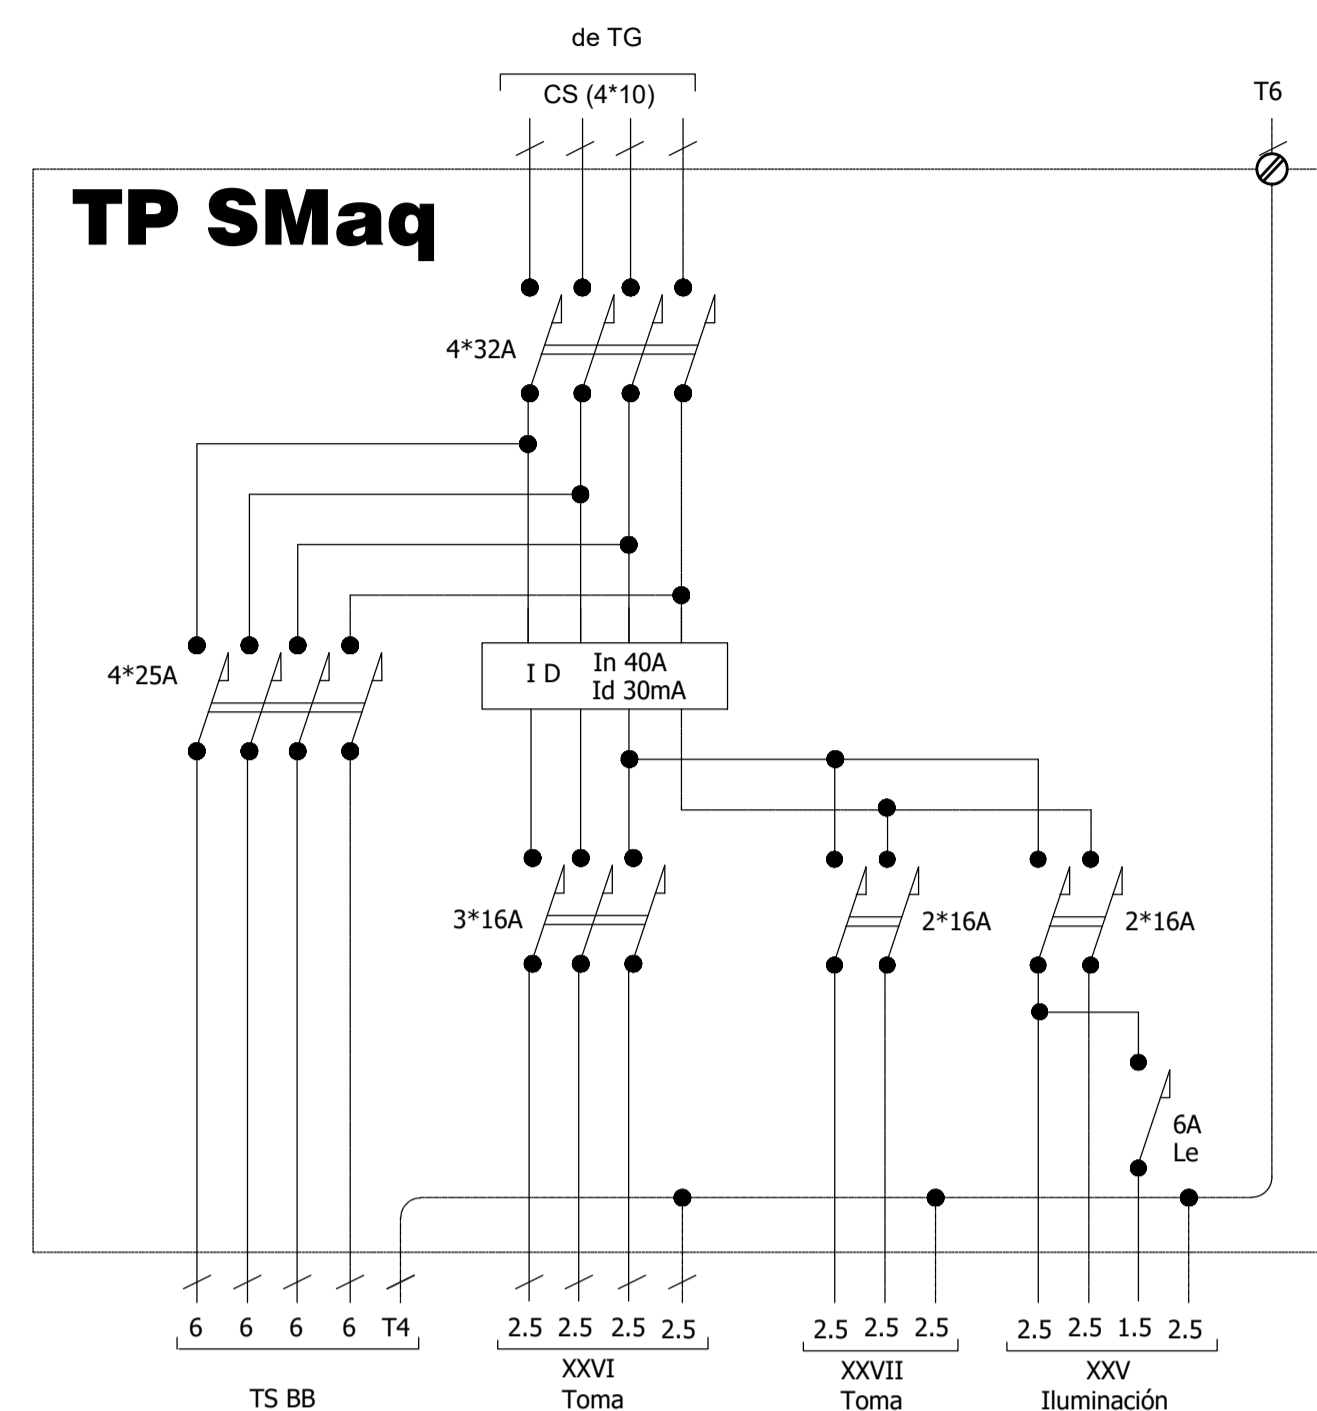 de TG
CS (4*10)
T6
TP SMaq
4*32A
4*25A
I D
In 40A
Id 30mA
3*16A
2*16A
2*16A
6A
Le
6 6 6 6 T4
2.5 2.5 2.5 2.5
2.5 2.5 2.5
2.5 2.5 1.5 2.5
TS BB
XXVI
Toma
XXVII
Toma
XXV
Iluminación